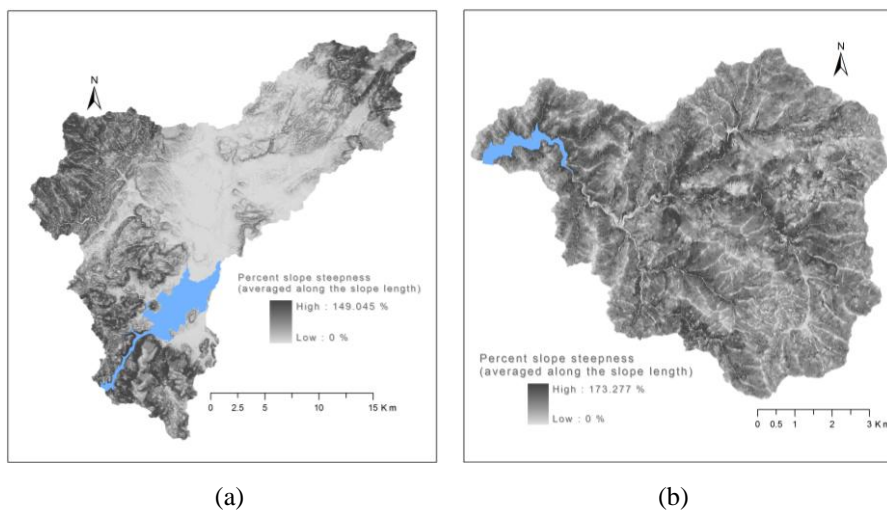 N
Percent slope steepness
(averaged along the slope length)
High : 149.045 %
Low : 0 %
0 2.5 5 10 15 Km
(a)
N
Percent slope steepness
(averaged along the slope length)
High : 173.277 %
Low : 0 %
0 0.5 1 2 3 Km
(b)